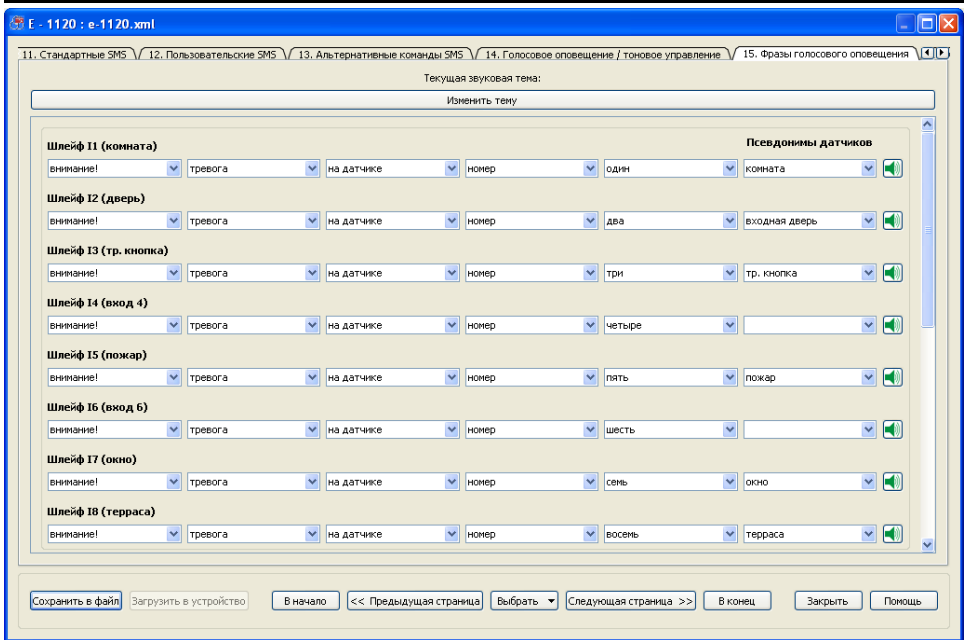 E - 1120 : e-1120.xml
11. Стандартные SMS 12. Пользовательские SMS 13. Альтернативные команды SMS 14. Голосовое оповещение / тоновое управление 15. Фразы голосового оповещения
Текущая звуковая тема:
Изменить тему
Шлейф I1 (комната) Псевдонимы датчиков
внимание! тревога на датчике номер один комната
Шлейф I2 (дверь)
внимание! тревога на датчике номер два входная дверь
Шлейф I3 (тр. кнопка)
внимание! тревога на датчике номер три тр. кнопка
Шлейф I4 (вход 4)
внимание! тревога на датчике номер четыре
Шлейф I5 (пожар)
внимание! тревога на датчике номер пять пожар
Шлейф I6 (вход 6)
внимание! тревога на датчике номер шесть
Шлейф I7 (окно)
внимание! тревога на датчике номер семь окно
Шлейф I8 (терраса)
внимание! тревога на датчике номер восемь терраса
Сохранить в файл Загрузить в устройство В начало << Предыдущая страница Выбрать Следующая страница >> В конец Закрыть Помощь